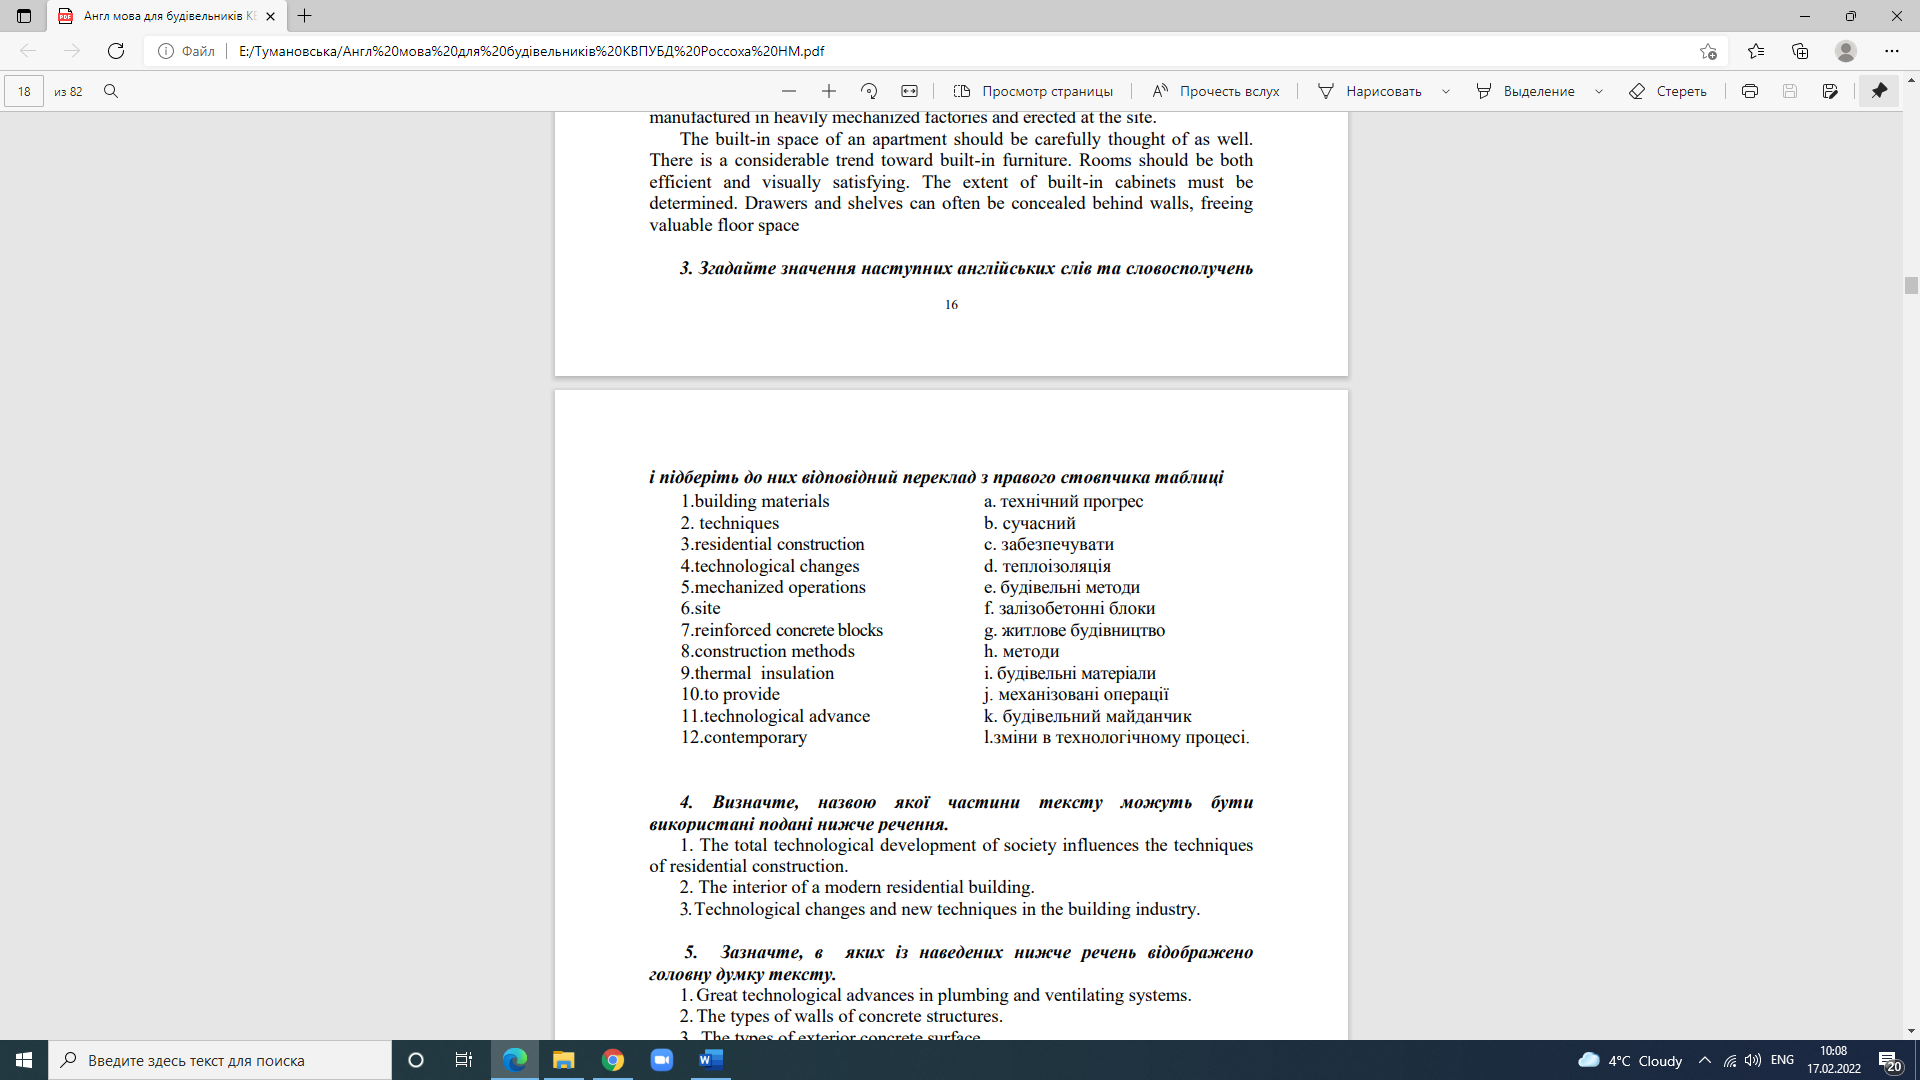 Англ мова для будівельників КВ
Файл
E:/Тумановська/Англ%20мова%20для%20будівельників%20КВПУБД%20Россоха%20НМ.pdf
18 из 82
Просмотр страницы
Прочесть вслух
Нарисовать
Выделение
Стереть
manufactured in heavily mechanized factories and erected at the site.
The built-in space of an apartment should be carefully thought of as well.
There is a considerable trend toward built-in furniture. Rooms should be both
efficient and visually satisfying. The extent of built-in cabinets must be
determined. Drawers and shelves can often be concealed behind walls, freeing
valuable floor space
3. Згадайте значення наступних англійських слів та словосполучень
16
і підберіть до них відповідний переклад з правого стовпчика таблиці
1.building materials a. технічний прогрес
2. techniques b. сучасний
3.residential construction c. забезпечувати
4.technological changes d. теплоізоляція
5.mechanized operations e. будівельні методи
6.site f. залізобетонні блоки
7.reinforced concrete blocks g. житлове будівництво
8.construction methods h. методи
9.thermal insulation i. будівельні матеріали
10.to provide j. механізовані операції
11.technological advance k. будівельний майданчик
12.contemporary l.зміни в технологічному процесі.
4. Визначте, назвою якої частини тексту можуть бути
використані подані нижче речення.
1. The total technological development of society influences the techniques
of residential construction.
2. The interior of a modern residential building.
3. Technological changes and new techniques in the building industry.
5. Зазначте, в яких із наведених нижче речень відображено
головну думку тексту.
1. Great technological advances in plumbing and ventilating systems.
2. The types of walls of concrete structures.
3. The types of exterior concrete surface
Введите здесь текст для поиска
4°C Cloudy
ENG
10:08
17.02.2022
20